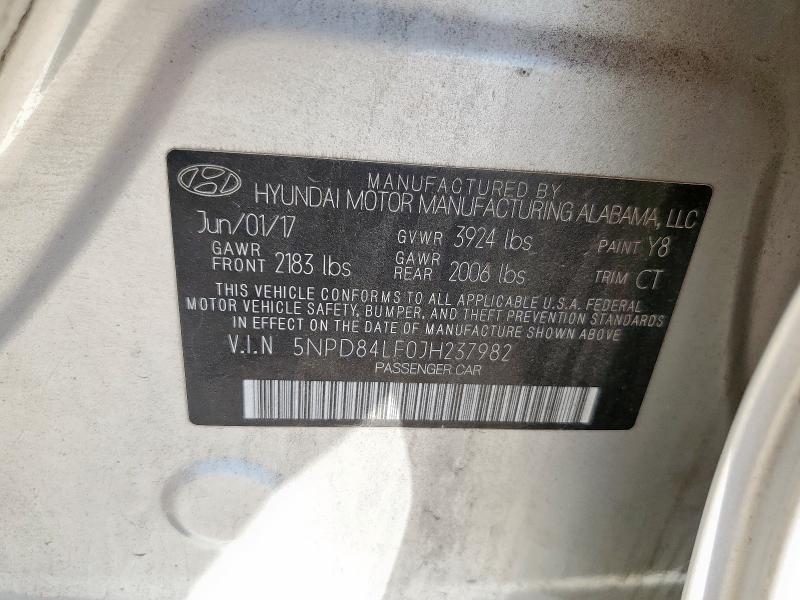 MANUFACTURED BY
HYUNDAI MOTOR MANUFACTURING ALABAMA, LLC
Jun/01/17 GVWR 3924 lbs PAINT Y8
GAWR FRONT 2183 lbs GAWR REAR 2006 lbs TRIM CT
THIS VEHICLE CONFORMS TO ALL APPLICABLE U.S.A. FEDERAL
MOTOR VEHICLE SAFETY, BUMPER, AND THEFT PREVENTION STANDARDS
IN EFFECT ON THE DATE OF MANUFACTURE SHOWN ABOVE
V.I.N 5NPD84LF0JH237982
PASSENGER CAR